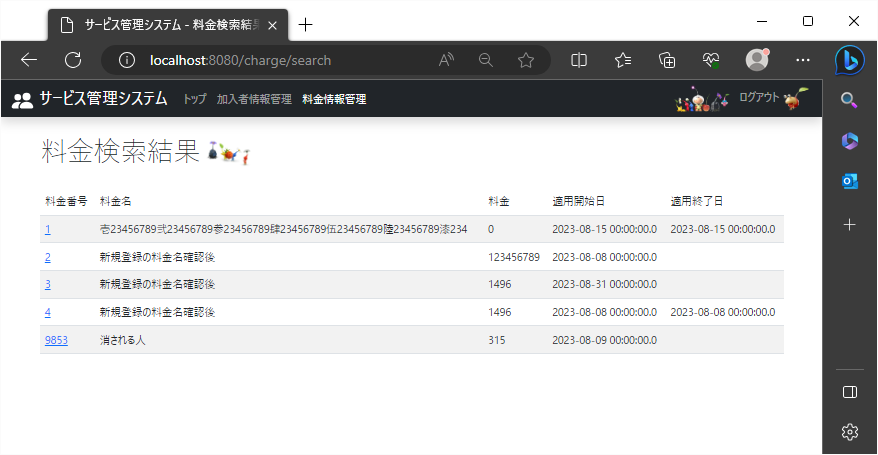 サービス管理システム - 料金検索結果
localhost:8080/charge/search
サービス管理システム トップ 加入者情報管理 料金情報管理 ログアウト
料金検索結果
料金番号 料金名 料金 適用開始日 適用終了日
1 壱23456789弐23456789参23456789肆23456789伍23456789陸23456789漆234 0 2023-08-15 00:00:00.0 2023-08-15 00:00:00.0
2 新規登録の料金名確認後 123456789 2023-08-08 00:00:00.0
3 新規登録の料金名確認後 1496 2023-08-31 00:00:00.0
4 新規登録の料金名確認後 1496 2023-08-08 00:00:00.0 2023-08-08 00:00:00.0
9853 消される人 315 2023-08-09 00:00:00.0